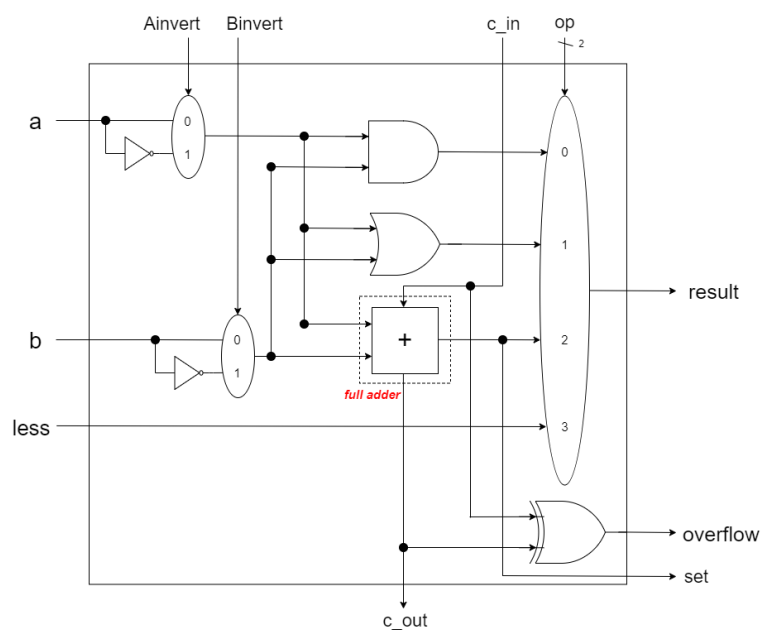 Ainvert Binvert c_in op
2
a 0
1
0
1
b 0
1
+ 2
full adder
less 3
result
overflow
set
c_out